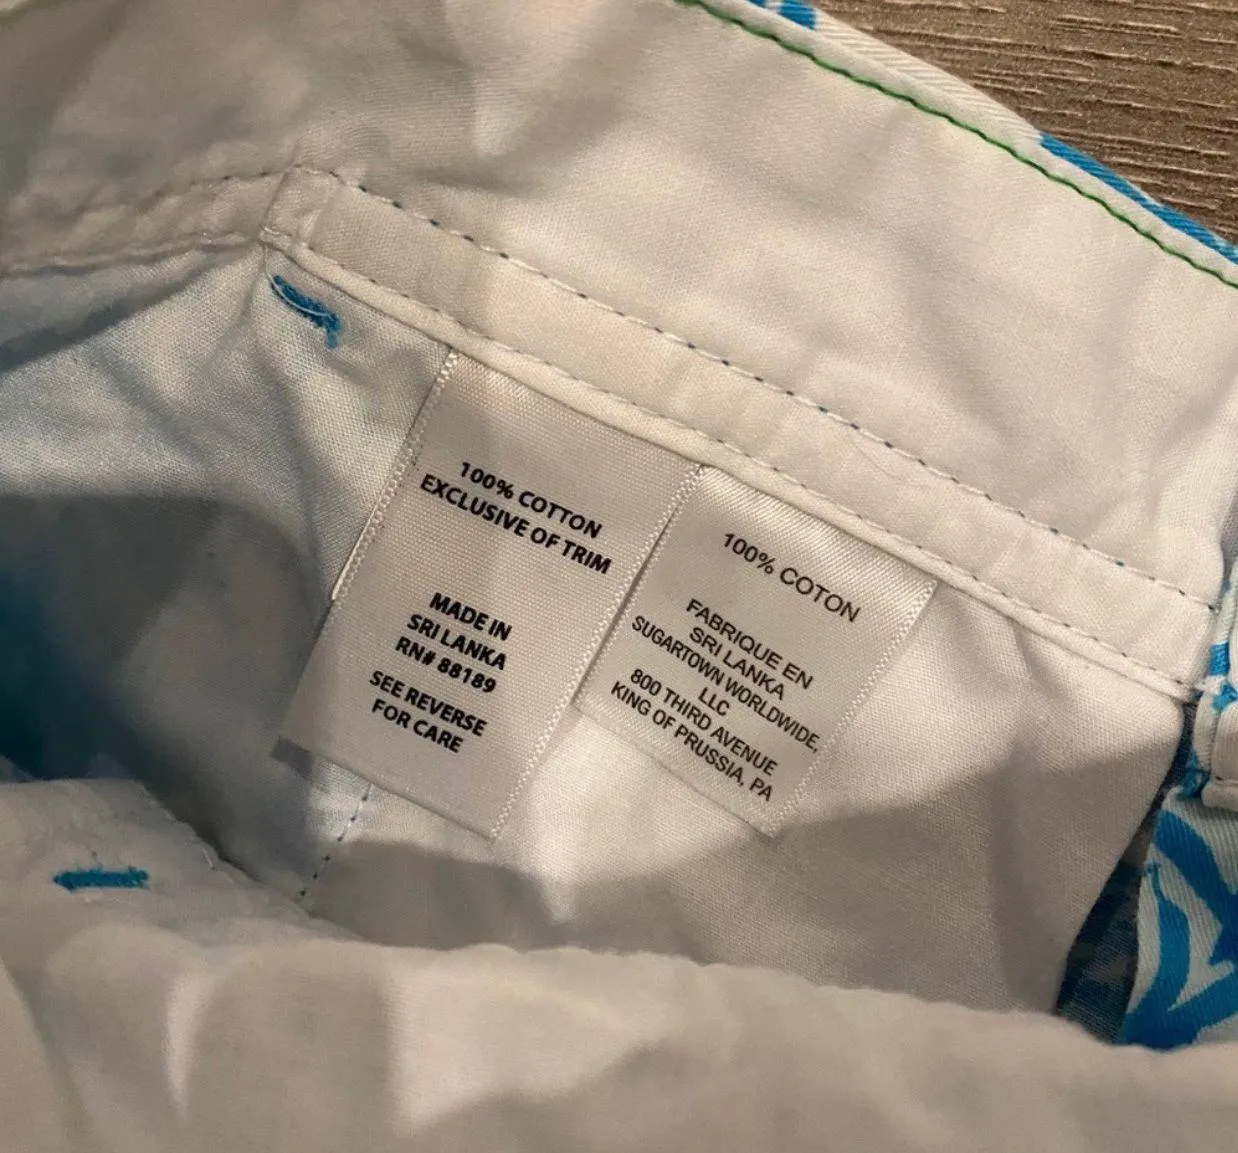 100% COTTON
EXCLUSIVE OF TRIM
MADE IN
SRI LANKA
RN# 88189
SEE REVERSE
FOR CARE
100% COTON
FABRIQUE EN
SRI LANKA
SUGARTOWN WORLDWIDE,
LLC
800 THIRD AVENUE
KING OF PRUSSIA, PA